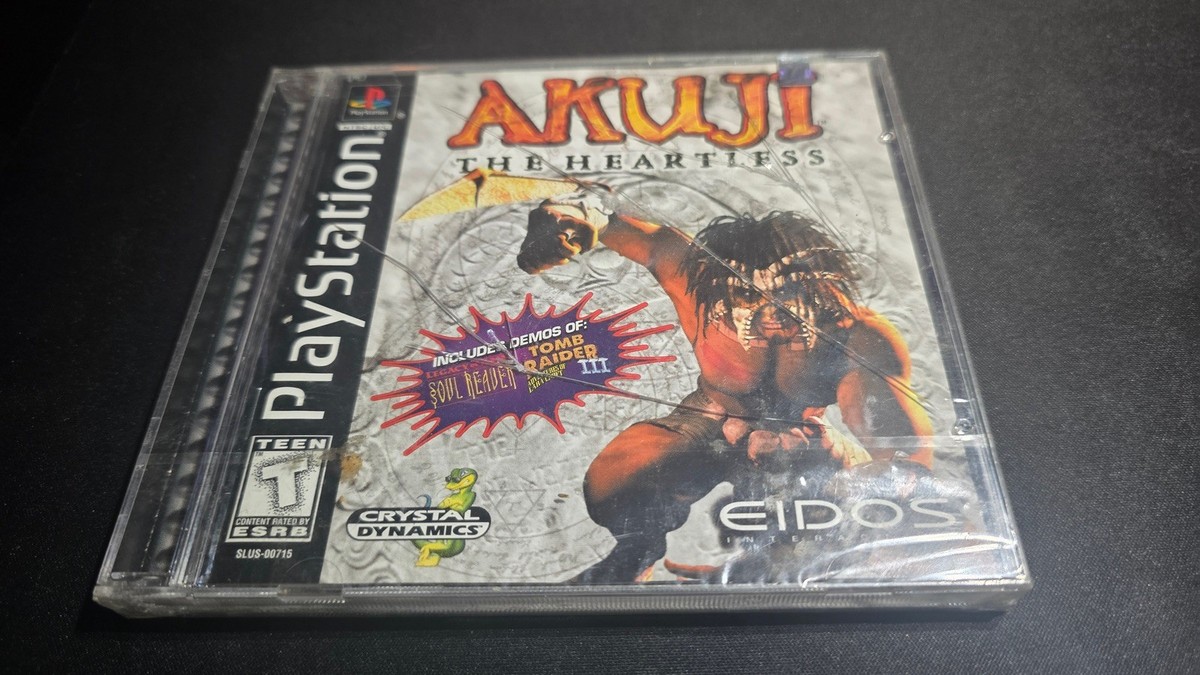 PlayStation
PlayStation
AKUJI
THE HEARTLESS
INCLUDES DEMOS OF:
SOUL REAVER
TOMB
RAIDER
III
TEEN
T
CONTENT RATED BY
ESRB
SLUS-00715
CRYSTAL
DYNAMICS
EIDOS